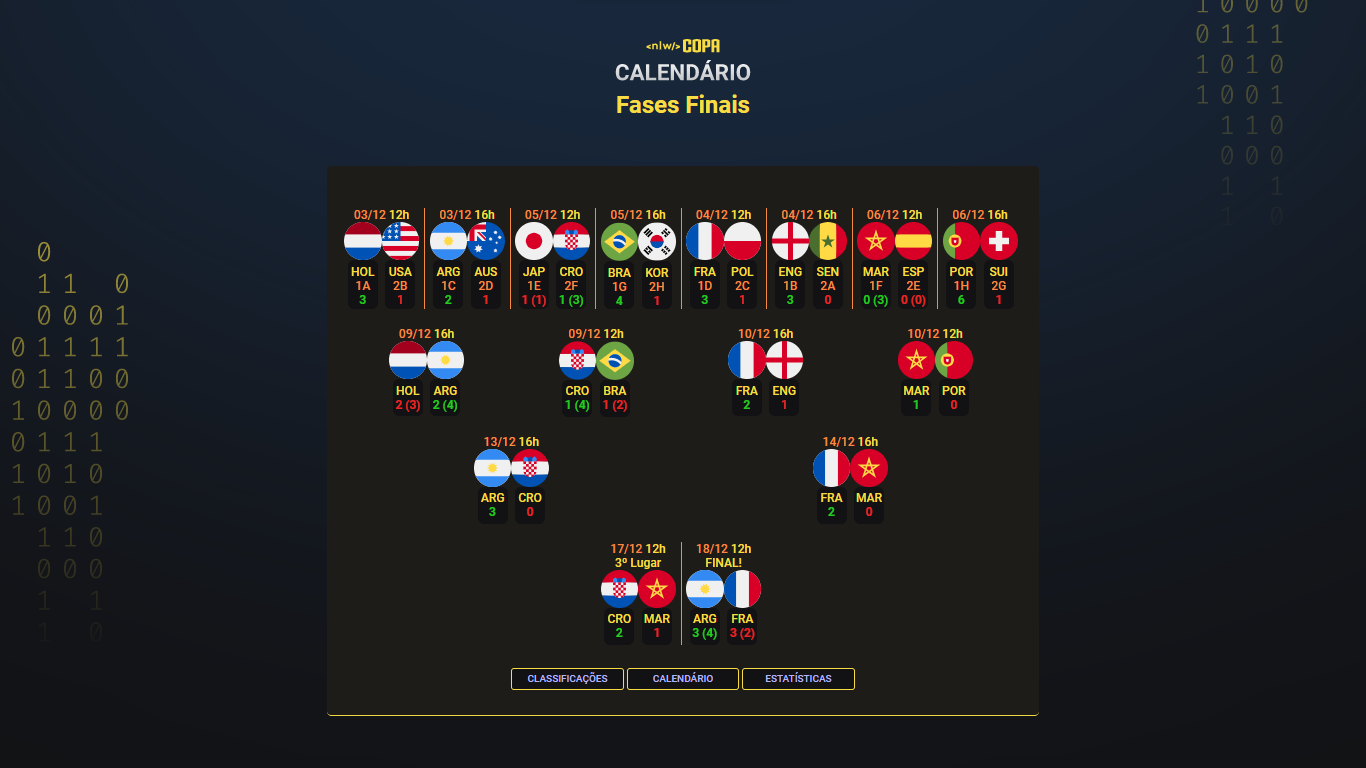 <nlw/> COPA
CALENDÁRIO
Fases Finais
03/12 12h 03/12 16h 05/12 12h 05/12 16h 04/12 12h 04/12 16h 06/12 12h 06/12 16h
HOL USA ARG AUS JAP CRO BRA KOR FRA POL ENG SEN MAR ESP POR SUI
1A 2B 1C 2D 1E 2F 1G 2H 1D 2C 1B 2A 1F 2E 1H 2G
3 1 2 1 1 (1) 1 (3) 4 1 3 1 3 0 0 (3) 0 (0) 6 1
09/12 16h 09/12 12h 10/12 16h 10/12 12h
HOL ARG CRO BRA FRA ENG MAR POR
2 (3) 2 (4) 1 (4) 1 (2) 2 1 1 0
13/12 16h 14/12 16h
ARG CRO FRA MAR
3 0 2 0
17/12 12h 18/12 12h
3º Lugar FINAL!
CRO MAR ARG FRA
2 1 3 (4) 3 (2)
CLASSIFICAÇÕES CALENDÁRIO ESTATÍSTICAS
1 0 0 0 0
0 1 1 1
1 0 1 0
1 0 0 1
1 1 0
0 0 0
1 1
1 0
0
1 1 0
0 0 0 1
0 1 1 1 1
0 1 1 0 0
1 0 0 0 0
0 1 1 1
1 0 1 0
1 0 0 1
1 1 0
0 0 0
1 1
1 0